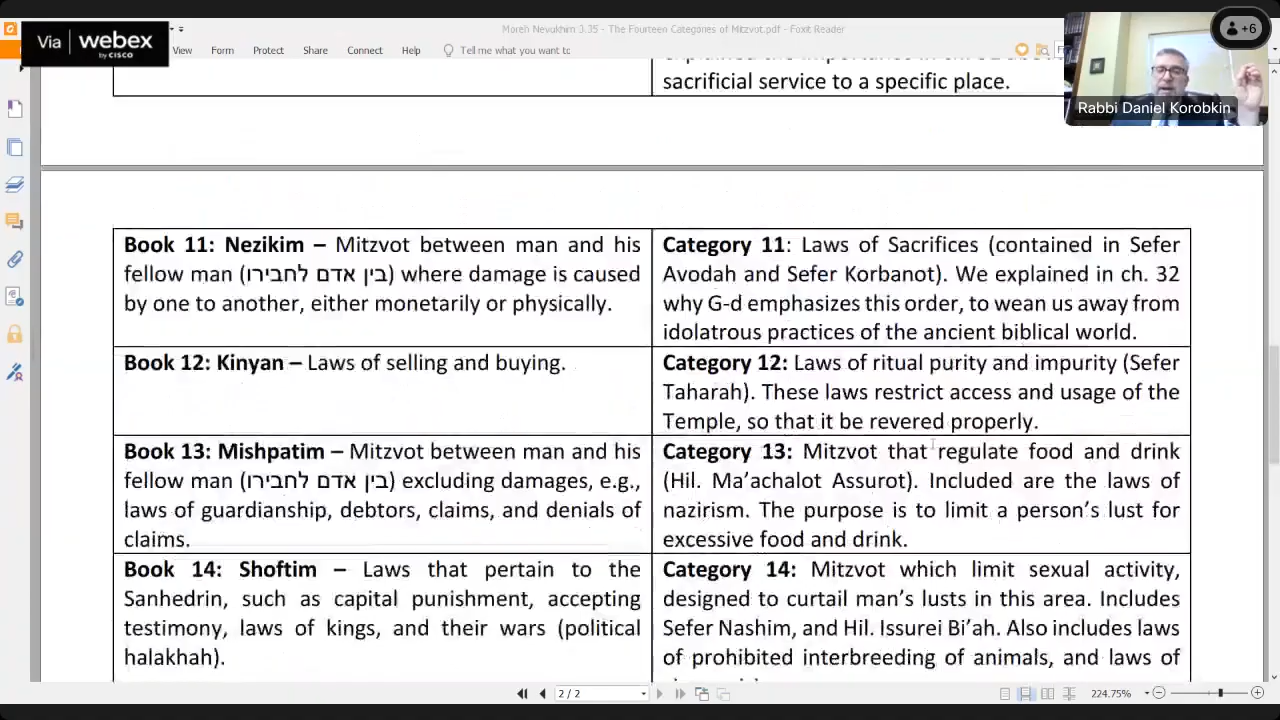 Moreh Nevukhim 3.35 - The Fourteen Categories of Mitzvot.pdf - Foxit Reader
Via webex
by CISCO
View Form Protect Share Connect Help Tell me what you want to
+6
Rabbi Daniel Korobkin
sacrificial service to a specific place.
Book 11: Nezikim – Mitzvot between man and his
fellow man (בין אדם לחבירו) where damage is caused
by one to another, either monetarily or physically.
Category 11: Laws of Sacrifices (contained in Sefer
Avodah and Sefer Korbanot). We explained in ch. 32
why G-d emphasizes this order, to wean us away from
idolatrous practices of the ancient biblical world.
Book 12: Kinyan – Laws of selling and buying.
Category 12: Laws of ritual purity and impurity (Sefer
Taharah). These laws restrict access and usage of the
Temple, so that it be revered properly.
Book 13: Mishpatim – Mitzvot between man and his
fellow man (בין אדם לחבירו) excluding damages, e.g.,
laws of guardianship, debtors, claims, and denials of
claims.
Category 13: Mitzvot that regulate food and drink
(Hil. Ma’achalot Assurot). Included are the laws of
nazirism. The purpose is to limit a person’s lust for
excessive food and drink.
Book 14: Shoftim – Laws that pertain to the
Sanhedrin, such as capital punishment, accepting
testimony, laws of kings, and their wars (political
halakhah).
Category 14: Mitzvot which limit sexual activity,
designed to curtail man’s lusts in this area. Includes
Sefer Nashim, and Hil. Issurei Bi’ah. Also includes laws
of prohibited interbreeding of animals, and laws of
2 / 2
224.75%